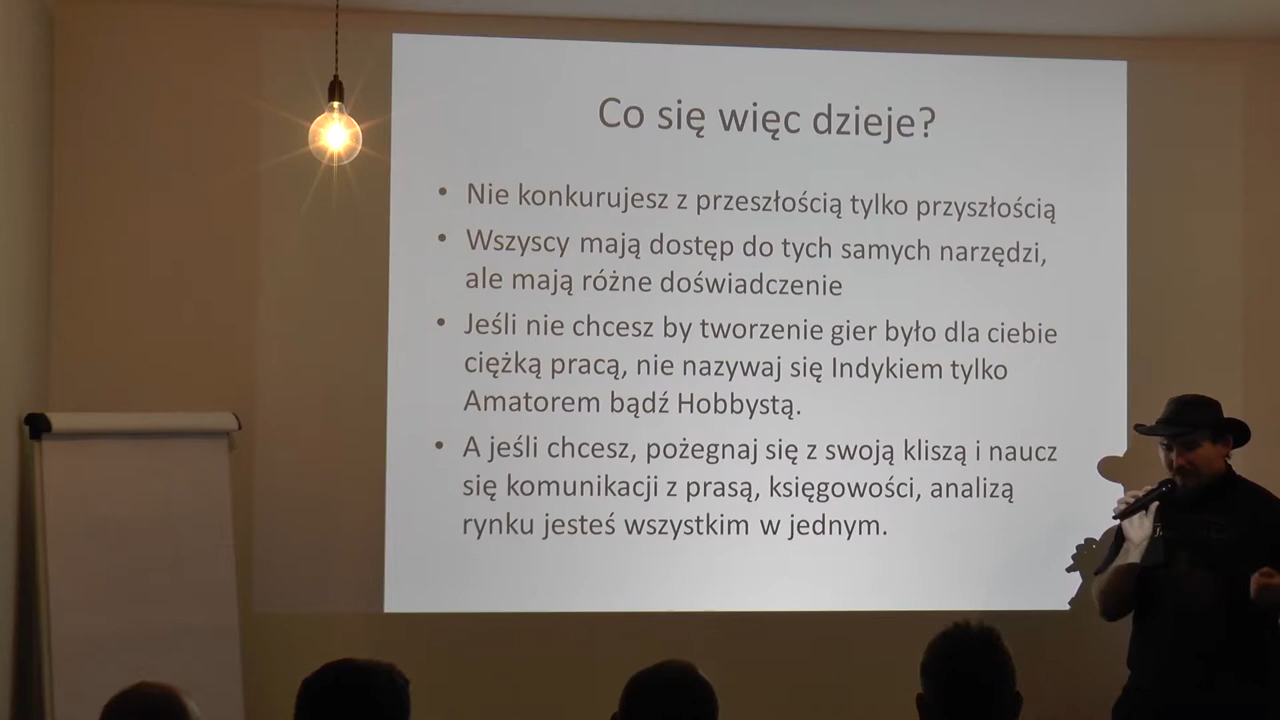 Co się więc dzieje?
• Nie konkurujesz z przeszłością tylko przyszłością
• Wszyscy mają dostęp do tych samych narzędzi,
ale mają różne doświadczenie
• Jeśli nie chcesz by tworzenie gier było dla ciebie
ciężką pracą, nie nazywaj się Indykiem tylko
Amatorem bądź Hobbystą.
• A jeśli chcesz, pożegnaj się z swoją kliszą i naucz
się komunikacji z prasą, księgowości, analizą
rynku jesteś wszystkim w jednym.